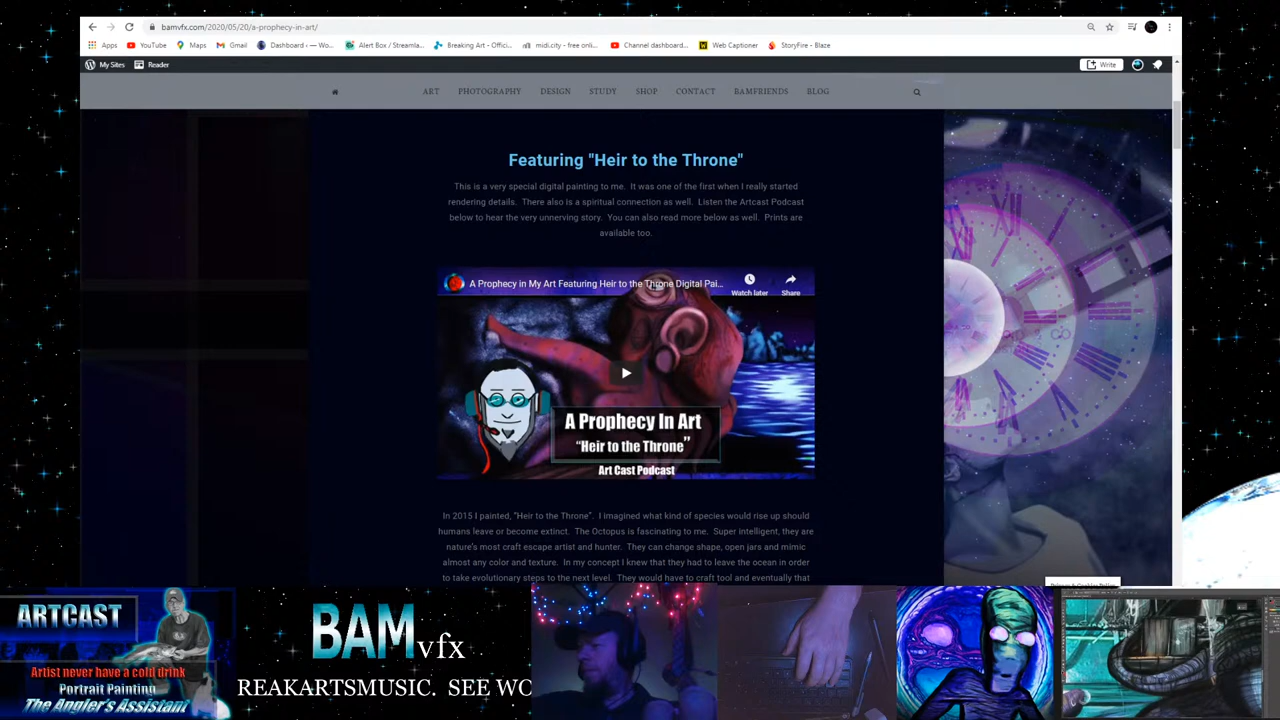 bamvfx.com/2020/05/20/a-prophecy-in-art/
Apps YouTube Maps Gmail Dashboard ‹ — Wo... Alert Box / Streamla... Breaking Art - Offici... midi.city - free onli... Channel dashboard... Web Captioner StoryFire - Blaze
My Sites Reader Write
ART PHOTOGRAPHY DESIGN STUDY SHOP CONTACT BAMFRIENDS BLOG
Featuring "Heir to the Throne"
This is a very special digital painting to me. It was one of the first when I really started
rendering details. There also is a spiritual connection as well. Listen the Artcast Podcast
below to hear the very unnerving story. You can also read more below as well. Prints are
available too.
A Prophecy in My Art Featuring Heir to the Throne Digital Pai...
Watch later Share
A Prophecy In Art
"Heir to the Throne"
Art Cast Podcast
In 2015 I painted, "Heir to the Throne". I imagined what kind of species would rise up should
humans leave or become extinct. The Octopus is fascinating to me. Super intelligent, they are
nature's most craft escape artist and hunter. They can change shape, open jars and mimic
almost any color and texture. In my concept I knew that they had to leave the ocean in order
to take evolutionary steps to the next level. They would have to craft tool and eventually that
Privacy & Cookies Policy
ARTCAST
Artist never have a cold drink
Portrait Painting
The Angler's Assistant
BAMvfx
REAKARTSMUSIC. SEE WO